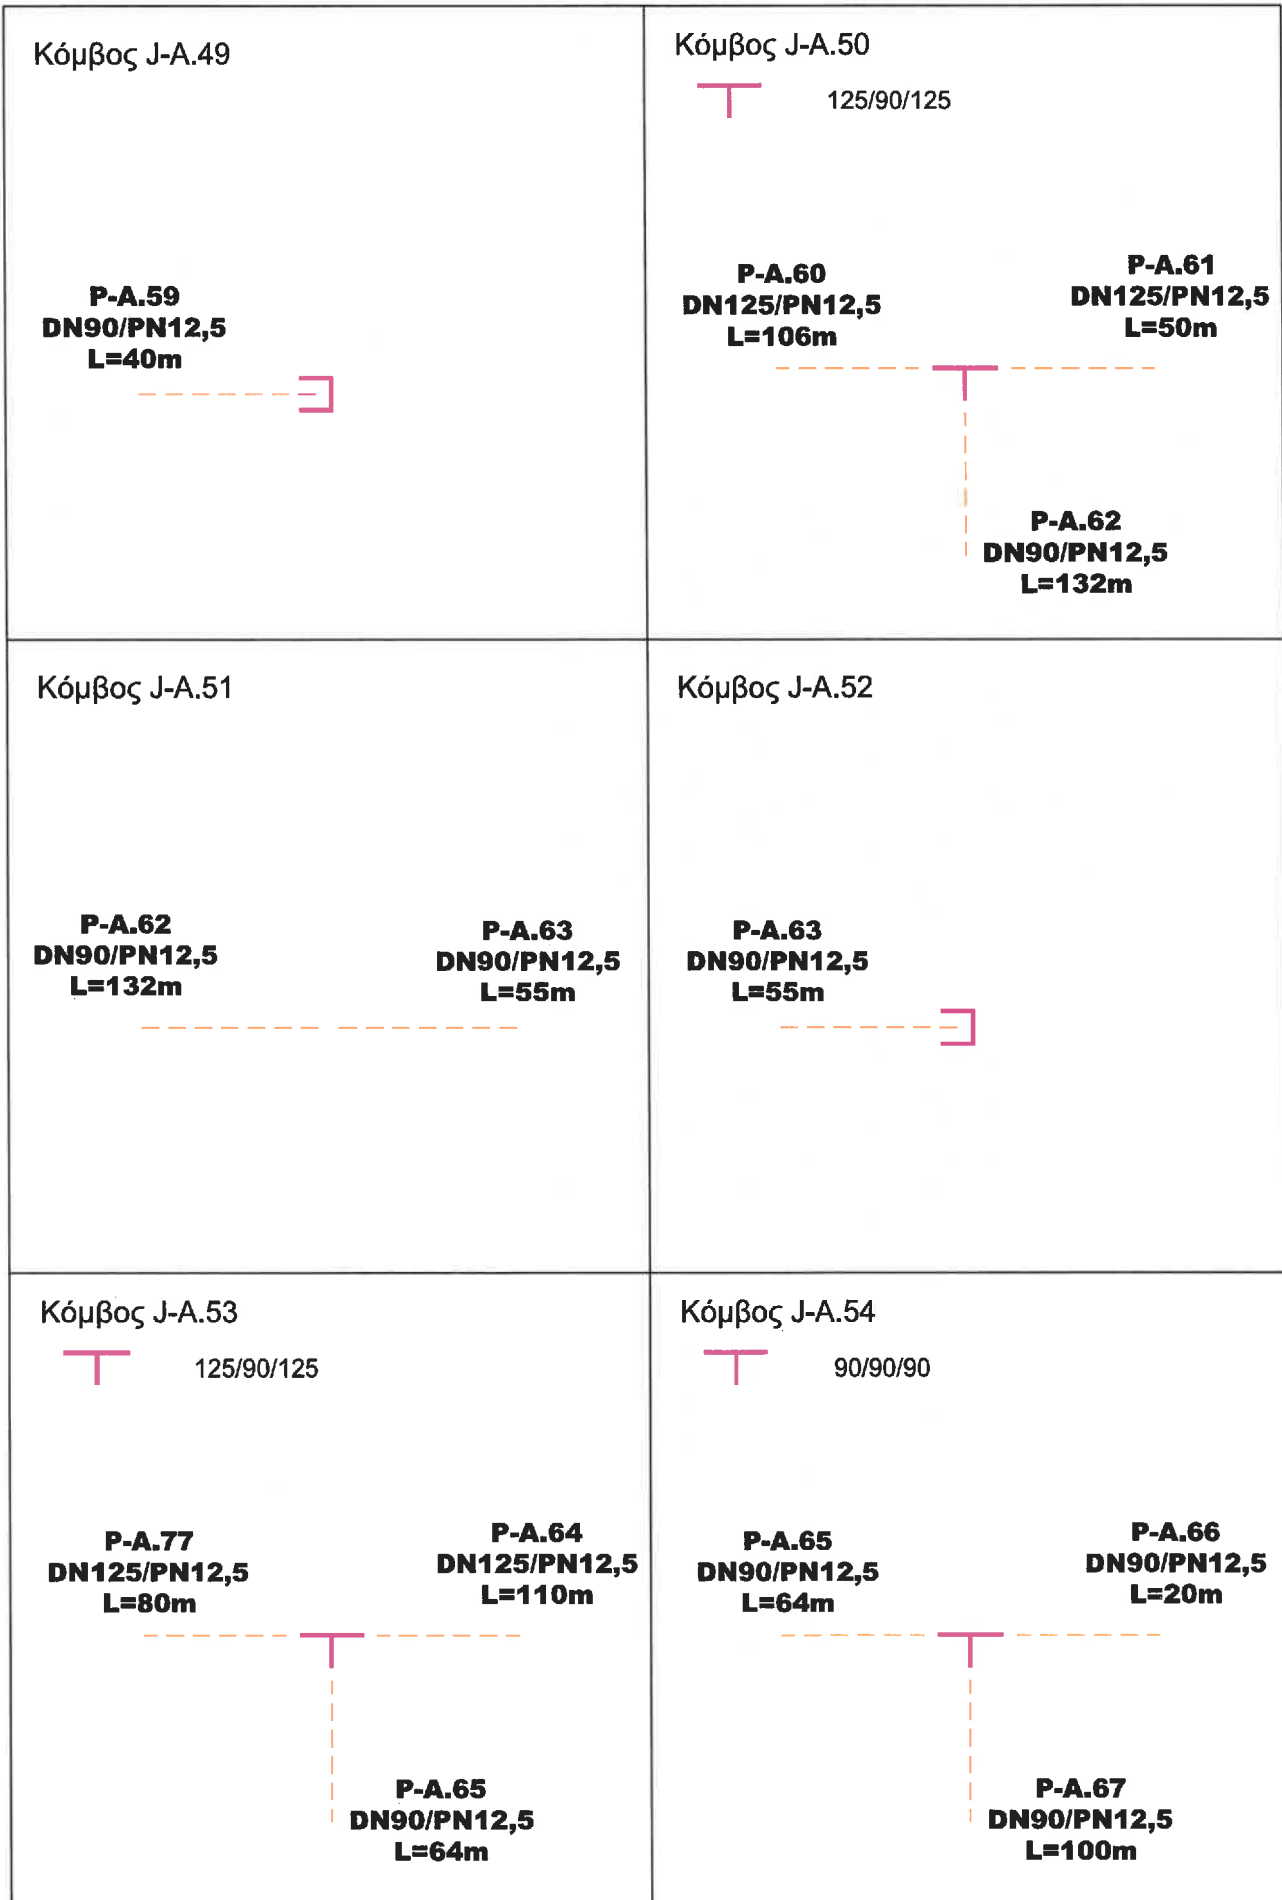 Κόμβος J-A.49
P-A.59
DN90/PN12,5
L=40m
Κόμβος J-A.50
125/90/125
P-A.60
DN125/PN12,5
L=106m
P-A.61
DN125/PN12,5
L=50m
P-A.62
DN90/PN12,5
L=132m
Κόμβος J-A.51
P-A.62
DN90/PN12,5
L=132m
P-A.63
DN90/PN12,5
L=55m
Κόμβος J-A.52
P-A.63
DN90/PN12,5
L=55m
Κόμβος J-A.53
125/90/125
P-A.77
DN125/PN12,5
L=80m
P-A.64
DN125/PN12,5
L=110m
P-A.65
DN90/PN12,5
L=64m
Κόμβος J-A.54
90/90/90
P-A.65
DN90/PN12,5
L=64m
P-A.66
DN90/PN12,5
L=20m
P-A.67
DN90/PN12,5
L=100m